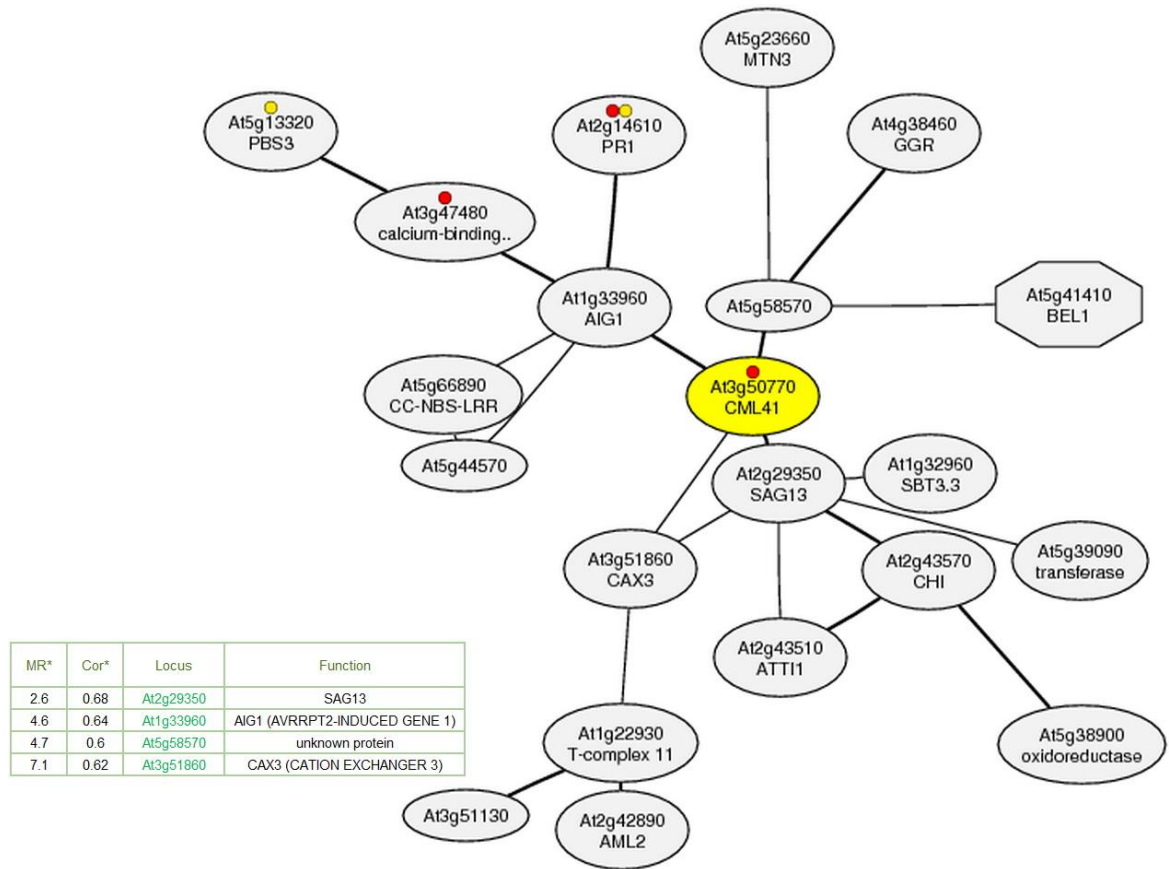 At5g23660
MTN3
At5g13320
PBS3
At2g14610
PR1
At4g38460
GGR
At3g47480
calcium-binding..
At1g33960
AIG1
At5g58570
At5g41410
BEL1
At5g66890
CC-NBS-LRR
At3g50770
CML41
At5g44570
At2g29350
SAG13
At1g32960
SBT3.3
At3g51860
CAX3
At2g43570
CHI
At5g39090
transferase
At2g43510
ATTI1
MR* Cor* Locus Function
2.6 0.68 At2g29350 SAG13
4.6 0.64 At1g33960 AIG1 (AVRRPT2-INDUCED GENE 1)
4.7 0.6 At5g58570 unknown protein
7.1 0.62 At3g51860 CAX3 (CATION EXCHANGER 3)
At1g22930
T-complex 11
At5g38900
oxidoreductase
At3g51130
At2g42890
AML2